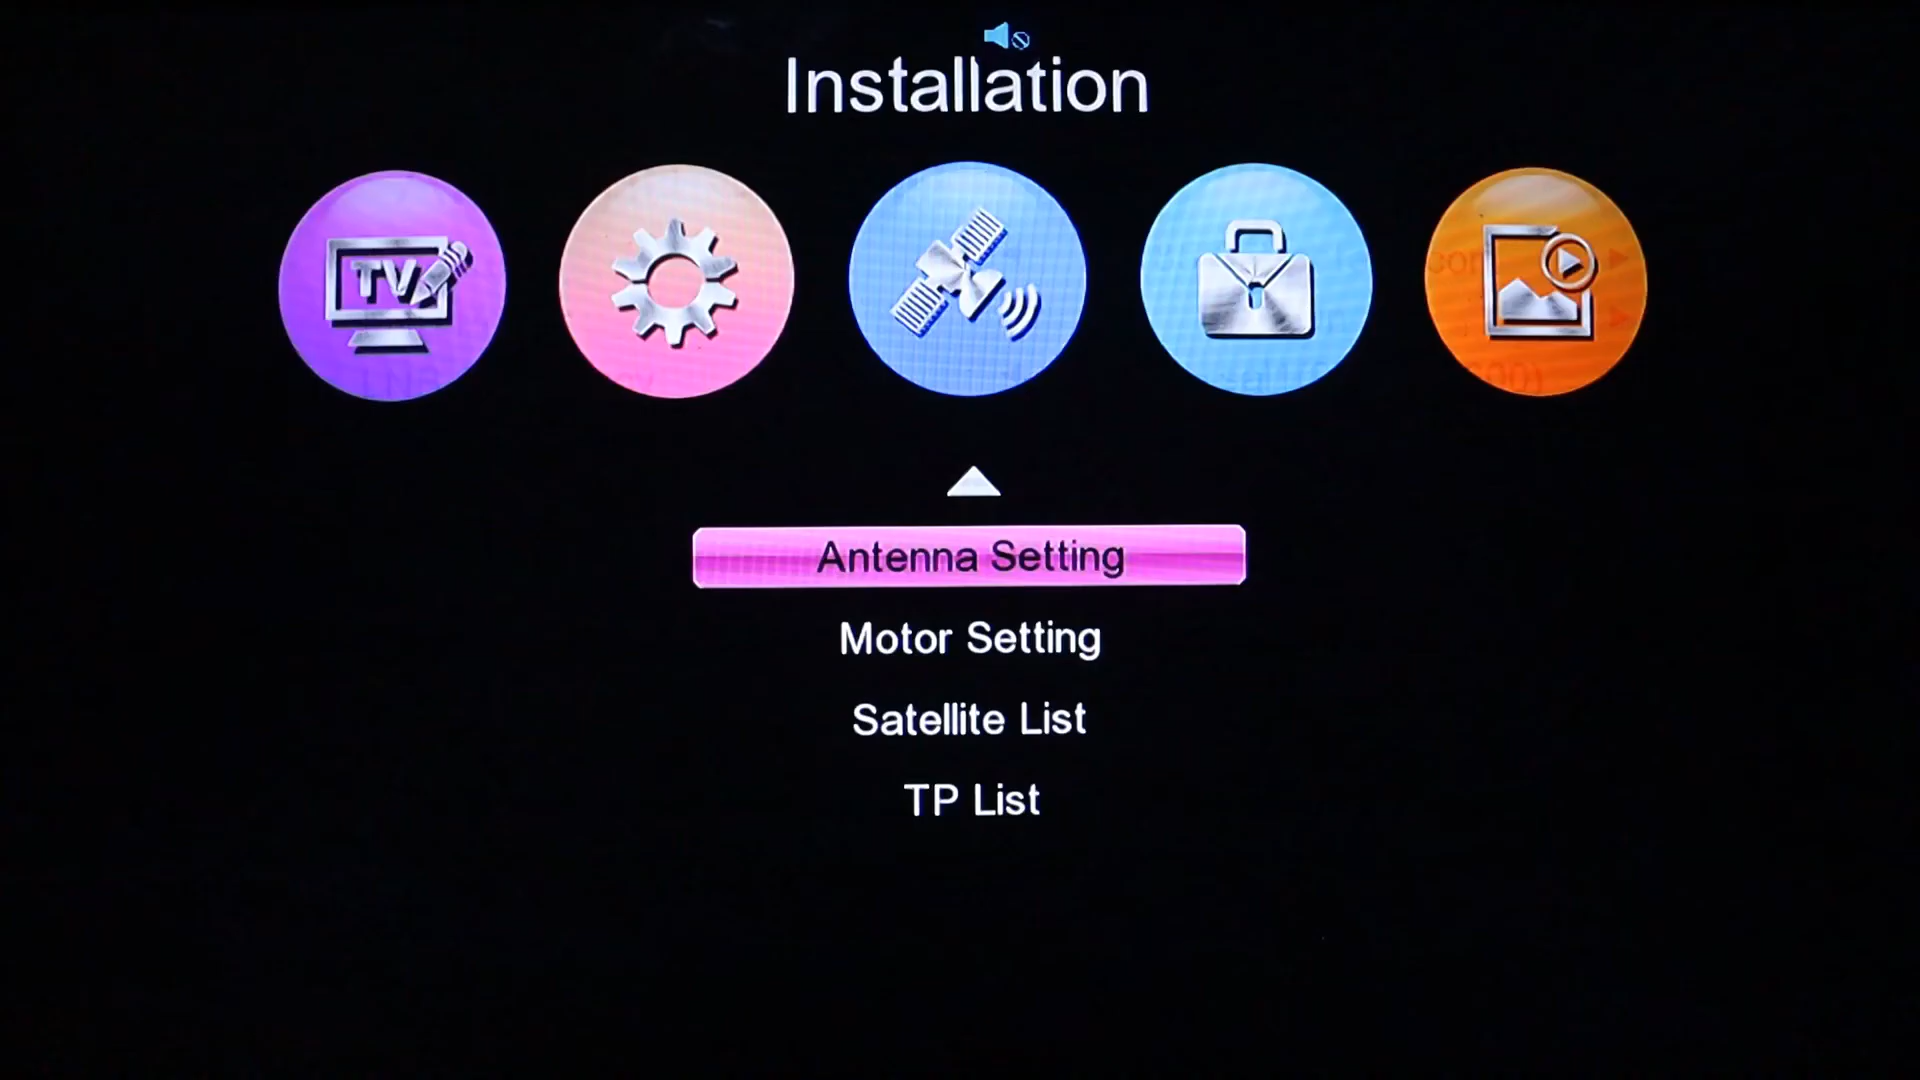 Installation
TV
Antenna Setting
Motor Setting
Satellite List
TP List